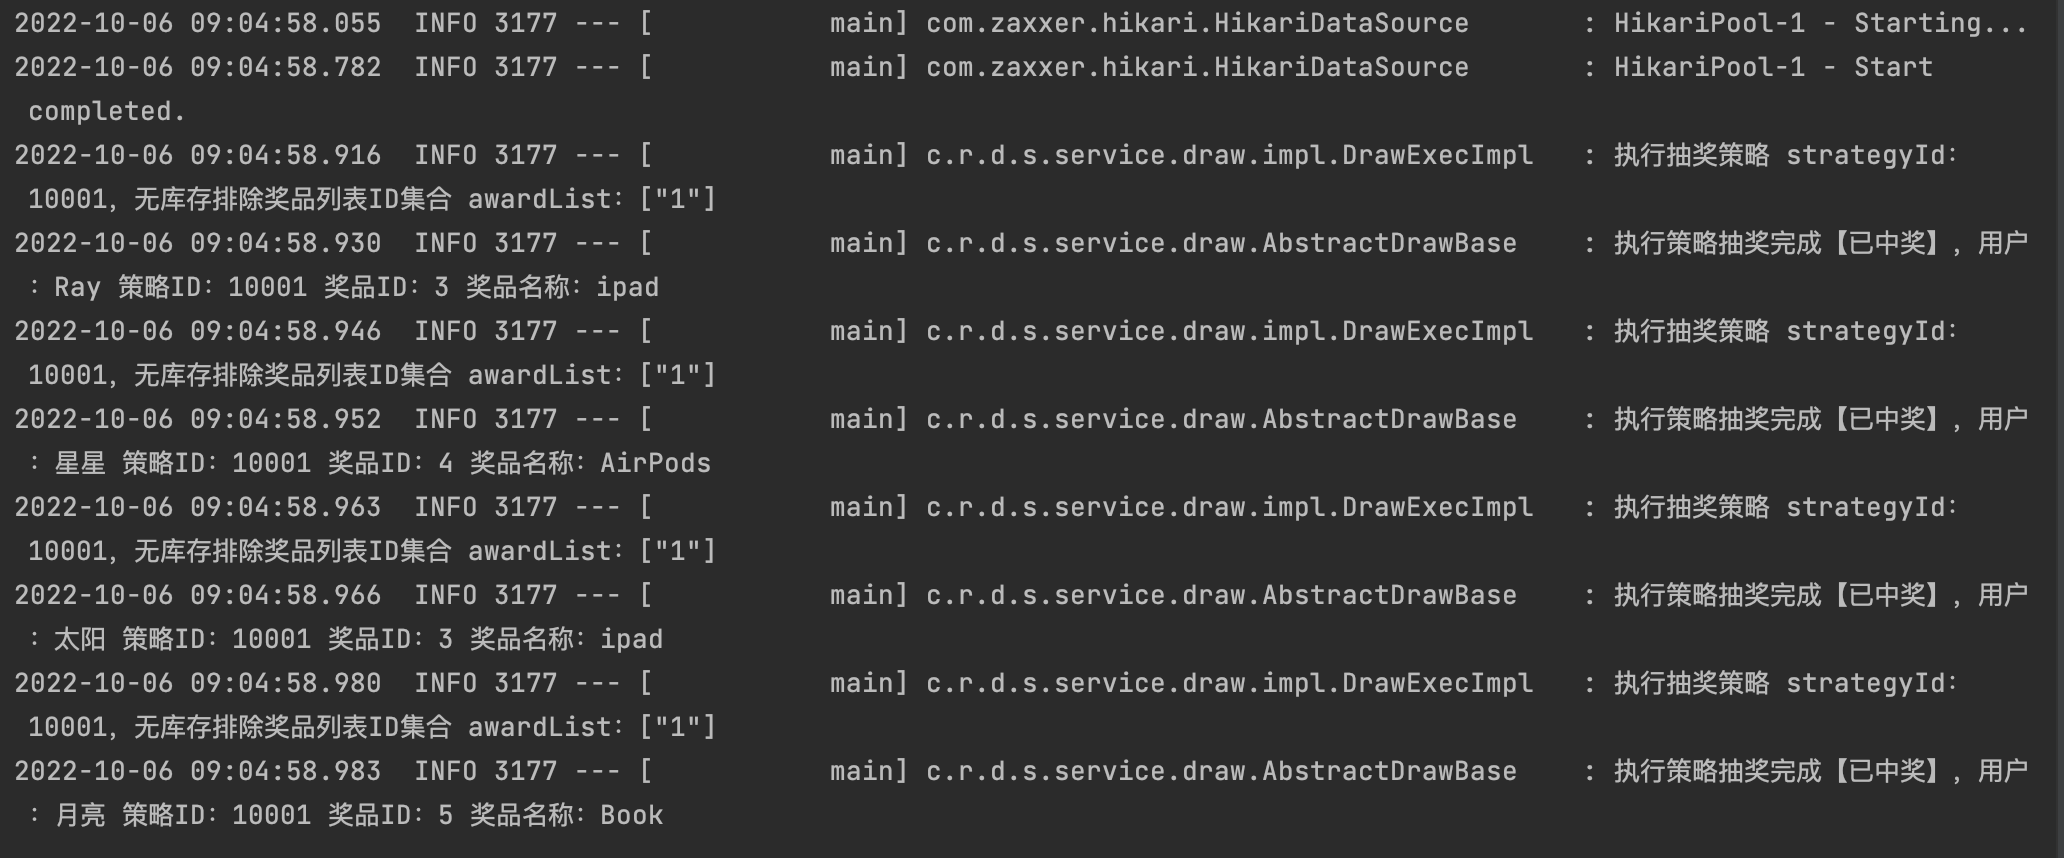 2022-10-06 09:04:58.055  INFO 3177 --- [           main] com.zaxxer.hikari.HikariDataSource       : HikariPool-1 - Starting...
2022-10-06 09:04:58.782  INFO 3177 --- [           main] com.zaxxer.hikari.HikariDataSource       : HikariPool-1 - Start
completed.
2022-10-06 09:04:58.916  INFO 3177 --- [           main] c.r.d.s.service.draw.impl.DrawExecImpl   : 执行抽奖策略 strategyId：
10001，无库存排除奖品列表ID集合 awardList：["1"]
2022-10-06 09:04:58.930  INFO 3177 --- [           main] c.r.d.s.service.draw.AbstractDrawBase    : 执行策略抽奖完成【已中奖】，用户
：Ray 策略ID：10001 奖品ID：3 奖品名称：ipad
2022-10-06 09:04:58.946  INFO 3177 --- [           main] c.r.d.s.service.draw.impl.DrawExecImpl   : 执行抽奖策略 strategyId：
10001，无库存排除奖品列表ID集合 awardList：["1"]
2022-10-06 09:04:58.952  INFO 3177 --- [           main] c.r.d.s.service.draw.AbstractDrawBase    : 执行策略抽奖完成【已中奖】，用户
：星星 策略ID：10001 奖品ID：4 奖品名称：AirPods
2022-10-06 09:04:58.963  INFO 3177 --- [           main] c.r.d.s.service.draw.impl.DrawExecImpl   : 执行抽奖策略 strategyId：
10001，无库存排除奖品列表ID集合 awardList：["1"]
2022-10-06 09:04:58.966  INFO 3177 --- [           main] c.r.d.s.service.draw.AbstractDrawBase    : 执行策略抽奖完成【已中奖】，用户
：太阳 策略ID：10001 奖品ID：3 奖品名称：ipad
2022-10-06 09:04:58.980  INFO 3177 --- [           main] c.r.d.s.service.draw.impl.DrawExecImpl   : 执行抽奖策略 strategyId：
10001，无库存排除奖品列表ID集合 awardList：["1"]
2022-10-06 09:04:58.983  INFO 3177 --- [           main] c.r.d.s.service.draw.AbstractDrawBase    : 执行策略抽奖完成【已中奖】，用户
：月亮 策略ID：10001 奖品ID：5 奖品名称：Book